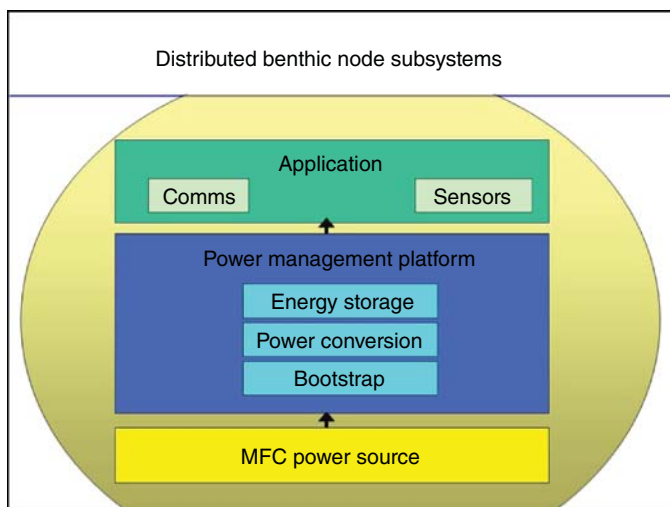 Distributed benthic node subsystems
Application
Comms
Sensors
Power management platform
Energy storage
Power conversion
Bootstrap
MFC power source